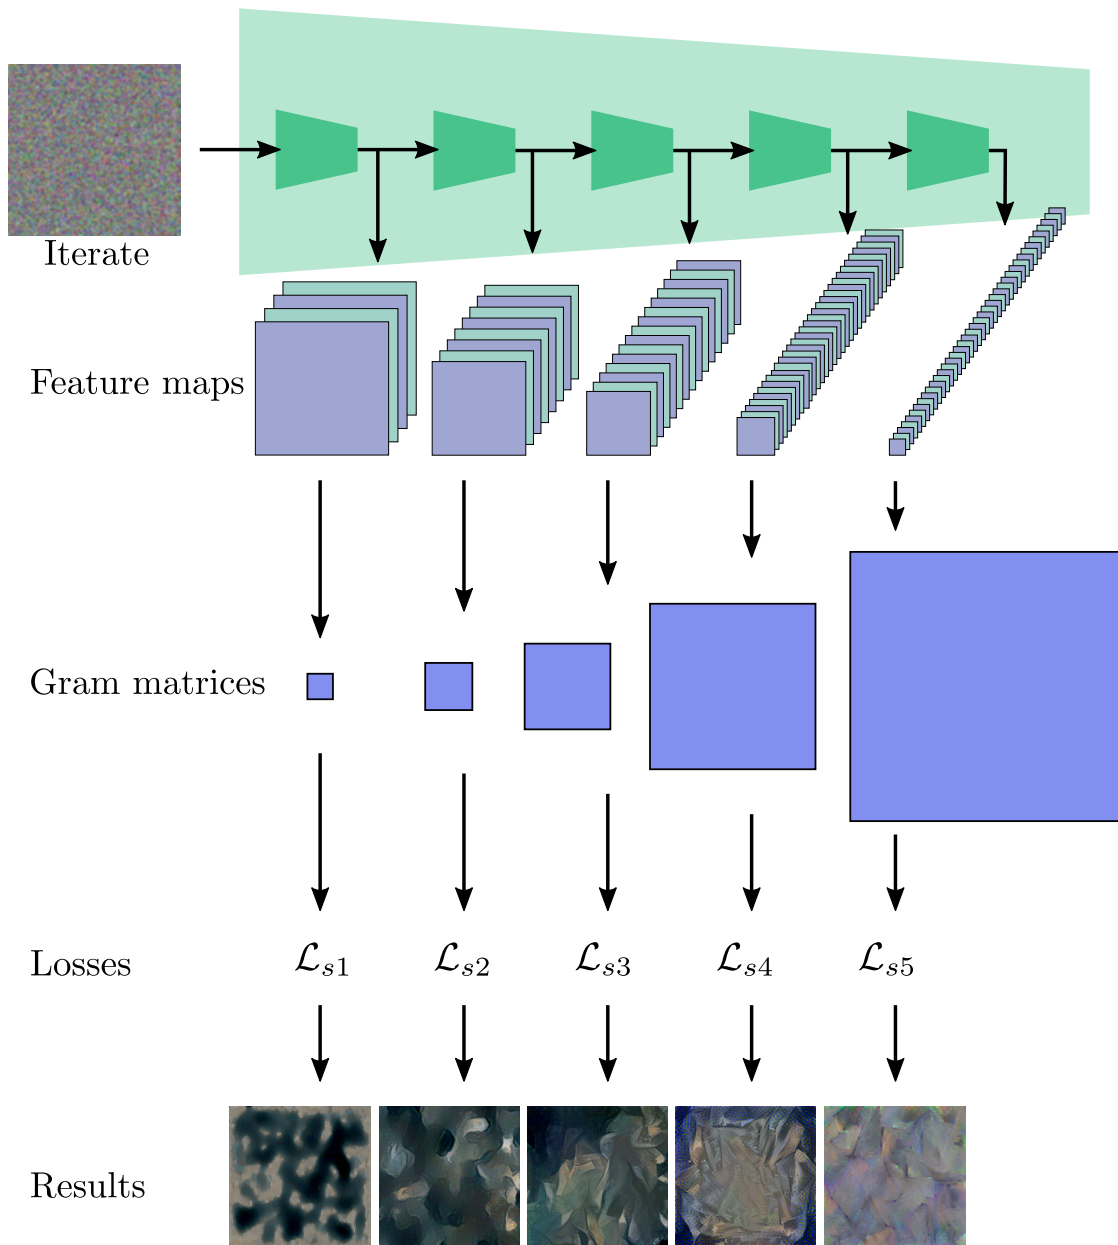 Iterate
Feature maps
Gram matrices
Losses
ℒs1 ℒs2 ℒs3 ℒs4 ℒs5
Results